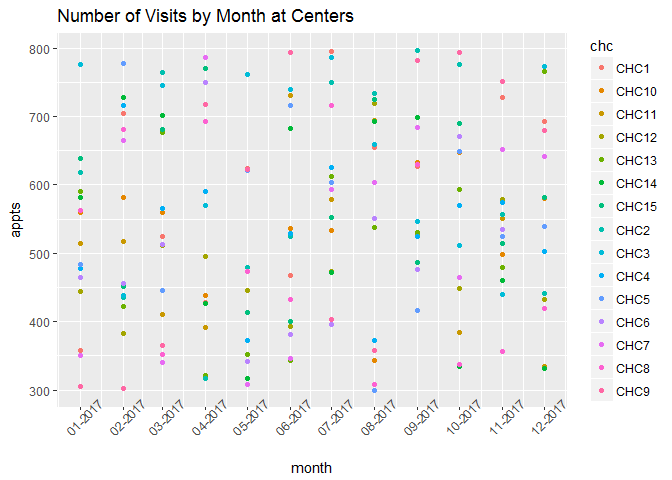 Number of Visits by Month at Centers
800
700
600
500
400
300
appts
01-2017
02-2017
03-2017
04-2017
05-2017
06-2017
07-2017
08-2017
09-2017
10-2017
11-2017
12-2017
month
chc
CHC1
CHC10
CHC11
CHC12
CHC13
CHC14
CHC15
CHC2
CHC3
CHC4
CHC5
CHC6
CHC7
CHC8
CHC9